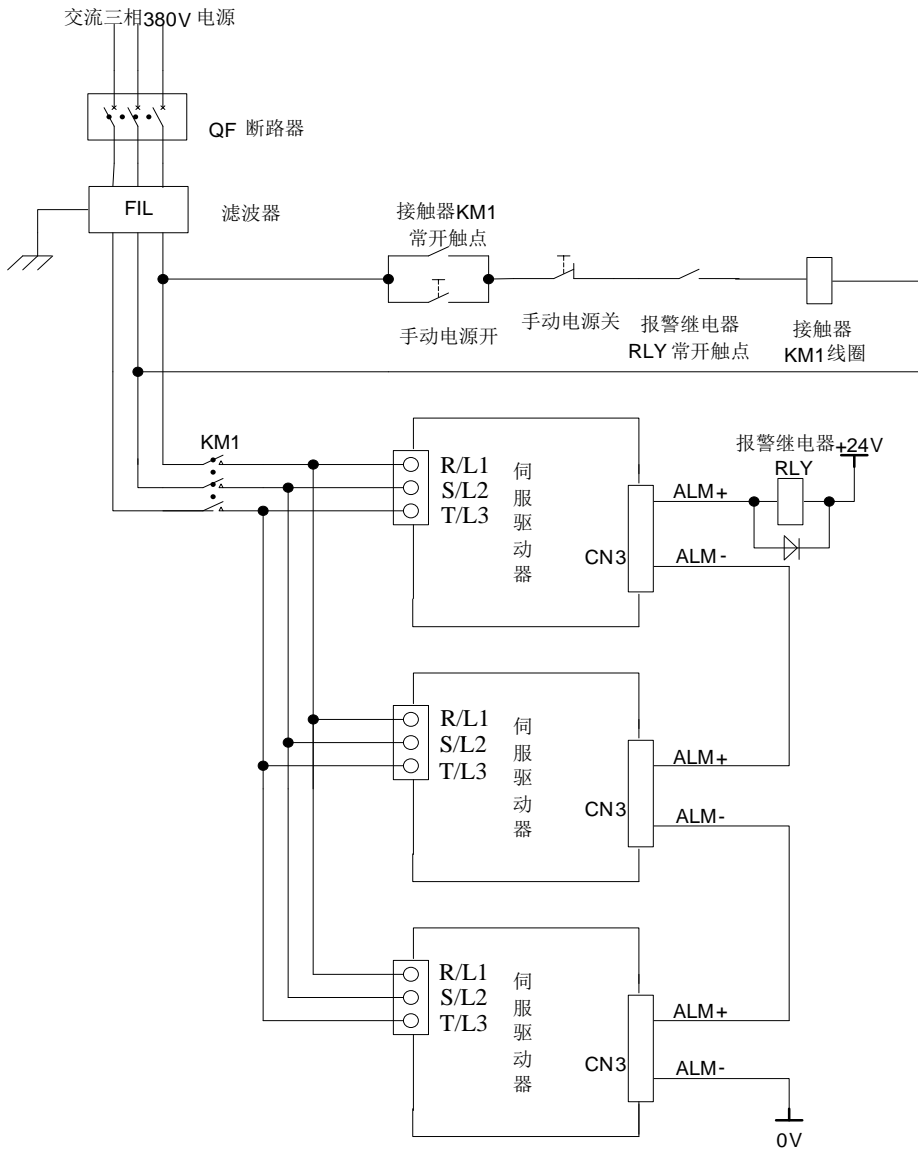 交流三相380V 电源
QF 断路器
FIL
滤波器
接触器KM1
常开触点
手动电源开
手动电源关
报警继电器
RLY 常开触点
接触器
KM1线圈
KM1
R/L1
S/L2
T/L3
伺服驱动器
CN3
ALM+
ALM-
报警继电器
RLY
+24V
R/L1
S/L2
T/L3
伺服驱动器
CN3
ALM+
ALM-
R/L1
S/L2
T/L3
伺服驱动器
CN3
ALM+
ALM-
0V